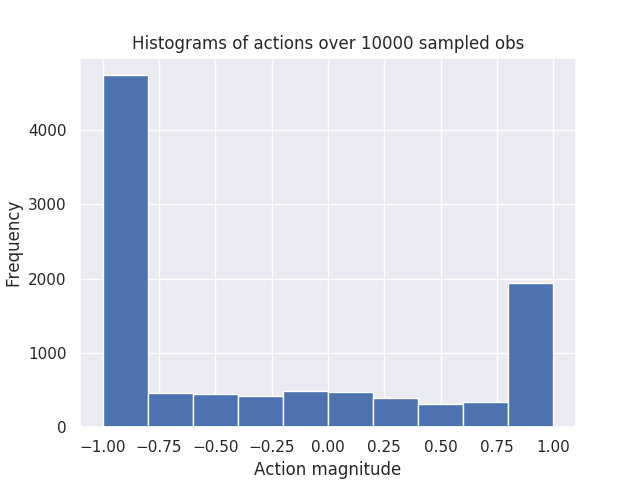 Histograms of actions over 10000 sampled obs
Frequency
4000
3000
2000
1000
0
−1.00 −0.75 −0.50 −0.25 0.00 0.25 0.50 0.75 1.00
Action magnitude